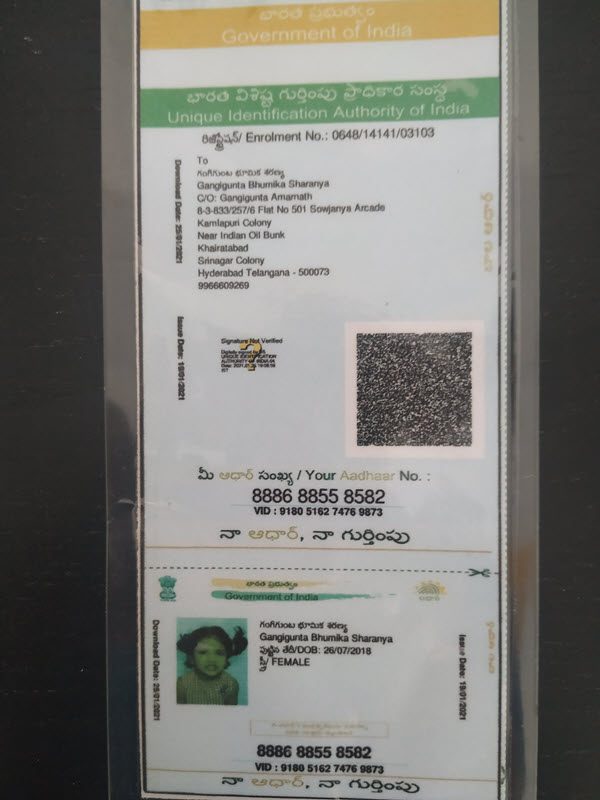 భారత ప్రభుత్వం
Government of India
భారత విశిష్ట గుర్తింపు ప్రాధికార సంస్థ
Unique Identification Authority of India
రిజిస్ట్రేషన్/ Enrolment No.: 0648/14141/03103
To
గంగిగుంట భూమిక శరణ్య
Gangigunta Bhumika Sharanya
C/O: Gangigunta Amarnath
8-3-833/257/6 Flat No 501 Sowjanya Arcade
Kamlapuri Colony
Near Indian Oil Bunk
Khairatabad
Srinagar Colony
Hyderabad Telangana - 500073
9966609269
Download Date: 25/01/2021
Issue Date: 19/01/2021
బాల ఆధార్
Signature Not Verified
Digitally signed by DS
UNIQUE IDENTIFICATION
AUTHORITY OF INDIA 04
IST
మీ ఆధార్ సంఖ్య / Your Aadhaar No. :
8886 8855 8582
VID : 9180 5162 7476 9873
నా ఆధార్, నా గుర్తింపు
భారత ప్రభుత్వం
Government of India
గంగిగుంట భూమిక శరణ్య
Gangigunta Bhumika Sharanya
పుట్టిన తేదీ/DOB: 26/07/2018
స్త్రీ/ FEMALE
Download Date: 25/01/2021
Issue Date: 19/01/2021
బాల ఆధార్
8886 8855 8582
VID : 9180 5162 7476 9873
నా ఆధార్, నా గుర్తింపు